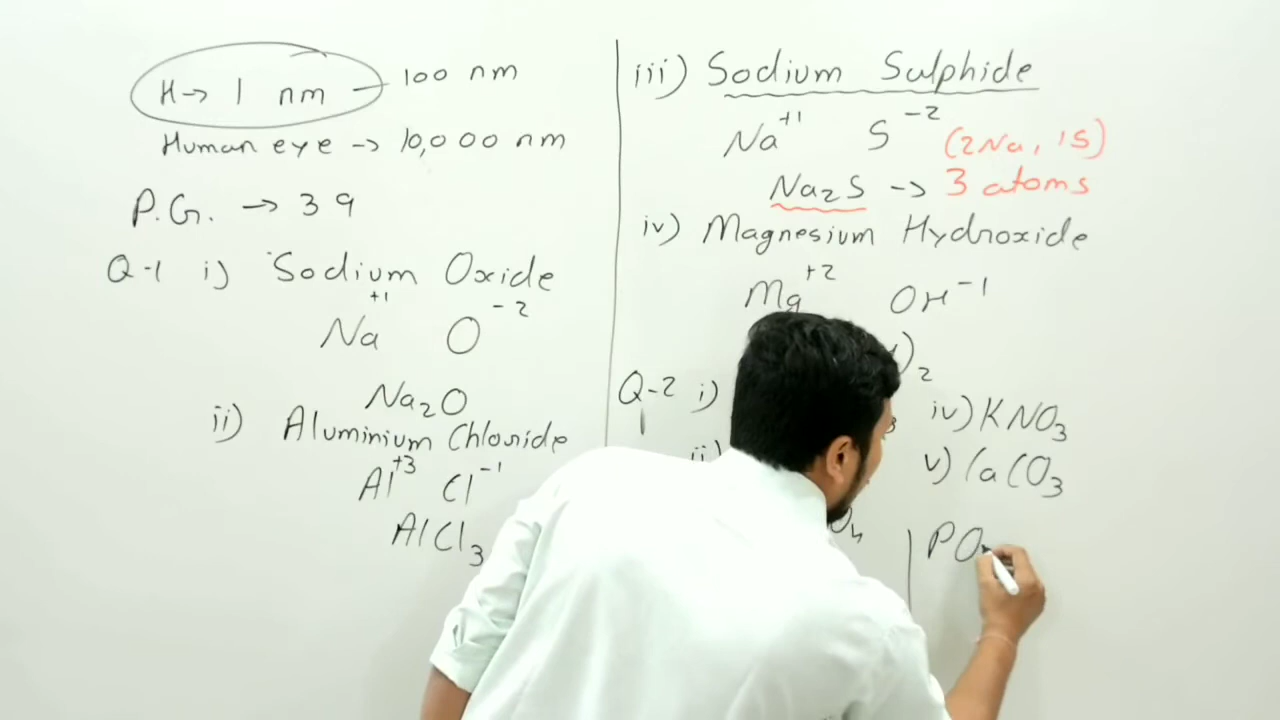 H→ 1 nm — 100 nm
Human eye → 10,000 nm
P.G. → 39
Q-1 i) Sodium Oxide
Na+1 O-2
Na2O
ii) Aluminium Chloride
Al+3 Cl-1
AlCl3
iii) Sodium Sulphide
Na+1 S-2 (2Na, 1S)
Na2S → 3 atoms
iv) Magnesium Hydroxide
Mg+2 OH-1
)2
Q-2 i)
ii)
iv) KNO3
v) CaCO3
PO